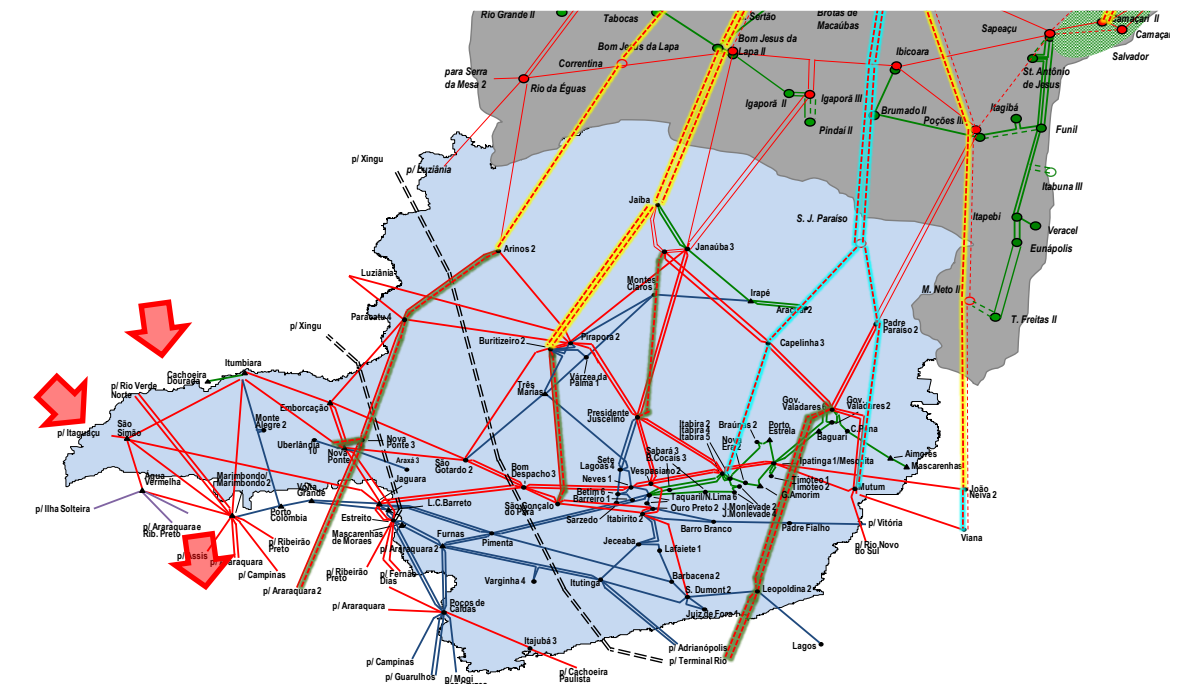 Rio Grande II
Tabocas
Sertão
Brotas de
Macaúbas
Sapeaçu
Camaçari II
Camaçari
Bom Jesus da Lapa
Bom Jesus da
Lapa II
Ibicoara
Salvador
Correntina
para Serra
da Mesa 2
Rio da Éguas
St. Antônio
de Jesus
Igaporã II
Igaporã III
Pindai II
Brumado II
Poções III
Itagibá
Funil
p/ Xingu
p/ Luziânia
Itabuna III
Jaíba
S. J. Paraíso
Itapebi
Veracel
Eunápolis
Arinos 2
Janaúba 3
Luziânia
Montes
Claros
Irapé
Araçuaí 2
M. Neto II
T. Freitas II
Paracatu 4
p/ Xingu
Buritizeiro 2
Pirapora 2
Capelinha 3
Padre
Paraíso 2
Várzea da
Palma 1
Itumbiara
Cachoeira
Dourada
p/ Rio Verde
Norte
Três
Marias
Emborcação
Presidente
Juscelino
Gov.
Valadares
Gov.
Valadares 2
p/ Itaguaçu
São
Simão
Monte
Alegre 2
Uberlândia
10
Nova
Ponte 3
Nova
Ponte
Araxá 3
Jaguara
São
Gotardo 2
Itabira 2
Itabira 4
Itabira 5
Braúnas 2
Nova
Era 2
Porto
Estrela
Baguari
C. Pena
Aimores
Mascarenhas
Sete
Lagoas 4
Sabará 3
B.Cocais 3
Vespasiano 2
Neves 1
Ipatinga 1/Mesquita
Timóteo 1
Timóteo 2
G.Amorim
Mutum
João
Neiva 2
Água
Vermelha
Marimbondo/
Marimbondo 2
Volta
Grande
Porto
Colômbia
L.C.Barreto
Estreito
Bom
Despacho 3
São Gonçalo
do Pará
Betim 6
Barreiro 1
Taquaril
N.Lima 6
Ouro Preto 2
J.Monlevade 2
J.Monlevade 4
Sarzedo
Itabirito 2
Barro Branco
Padre Fialho
p/ Vitória
Viana
p/ Ilha Solteira
p/ Araraquara e
Rib. Preto
p/ Assis
p/ Araraquara
p/ Ribeirão
Preto
p/ Campinas
p/ Araraquara 2
Mascarenhas
de Moraes
p/ Araraquara 2
p/ Ribeirão
Preto
p/ Fernão
Dias
Furnas
Pimenta
Jeceaba
Lafaiete 1
p/ Rio Novo
do Sul
Varginha 4
Itutinga
Barbacena 2
S. Dumont 2
Leopoldina 2
Juiz de Fora 1
p/ Araraquara
Poços de
Caldas
Itajubá 3
p/ Adrianópolis
p/ Terminal Rio
Lagos
p/ Campinas
p/ Guarulhos
p/ Mogi
p/ Cachoeira
Paulista